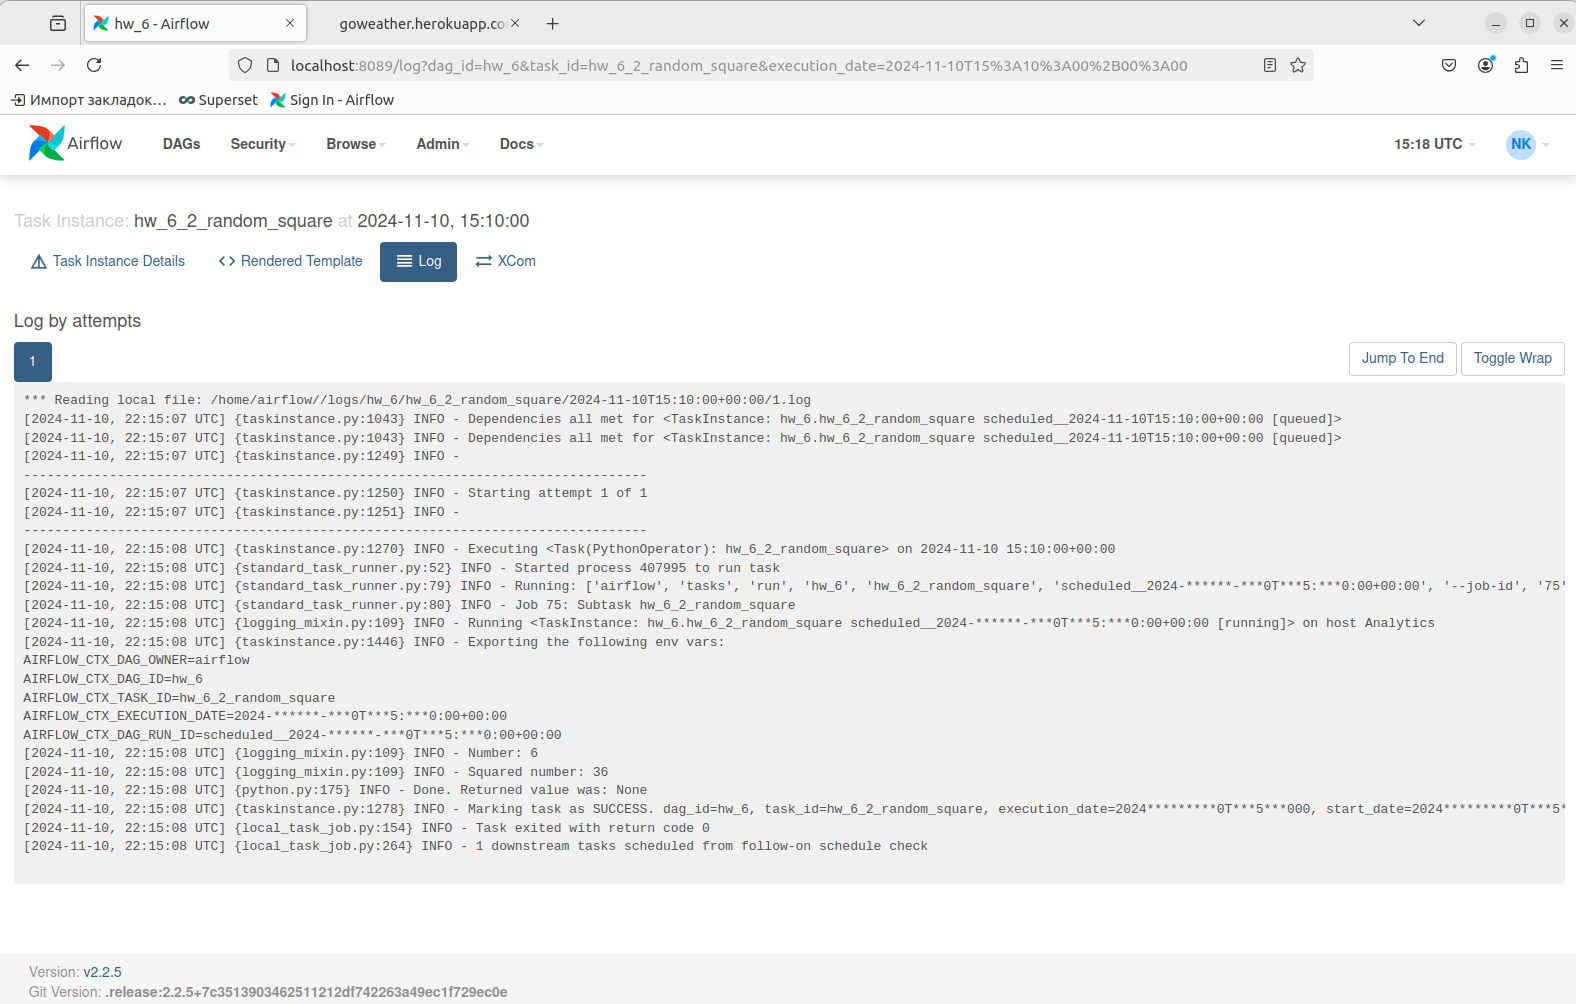 hw_6 - Airflow
goweather.herokuapp.co
localhost:8089/log?dag_id=hw_6&task_id=hw_6_2_random_square&execution_date=2024-11-10T15%3A10%3A00%2B00%3A00
Импорт закладок… Superset Sign In - Airflow
Airflow DAGs Security Browse Admin Docs 15:18 UTC NK
Task Instance: hw_6_2_random_square at 2024-11-10, 15:10:00
Task Instance Details <> Rendered Template Log XCom
Log by attempts
1 Jump To End Toggle Wrap
*** Reading local file: /home/airflow//logs/hw_6/hw_6_2_random_square/2024-11-10T15:10:00+00:00/1.log
[2024-11-10, 22:15:07 UTC] {taskinstance.py:1043} INFO - Dependencies all met for <TaskInstance: hw_6.hw_6_2_random_square scheduled__2024-11-10T15:10:00+00:00 [queued]>
[2024-11-10, 22:15:07 UTC] {taskinstance.py:1043} INFO - Dependencies all met for <TaskInstance: hw_6.hw_6_2_random_square scheduled__2024-11-10T15:10:00+00:00 [queued]>
[2024-11-10, 22:15:07 UTC] {taskinstance.py:1249} INFO -
--------------------------------------------------------------------------------
[2024-11-10, 22:15:07 UTC] {taskinstance.py:1250} INFO - Starting attempt 1 of 1
[2024-11-10, 22:15:07 UTC] {taskinstance.py:1251} INFO -
--------------------------------------------------------------------------------
[2024-11-10, 22:15:08 UTC] {taskinstance.py:1270} INFO - Executing <Task(PythonOperator): hw_6_2_random_square> on 2024-11-10 15:10:00+00:00
[2024-11-10, 22:15:08 UTC] {standard_task_runner.py:52} INFO - Started process 407995 to run task
[2024-11-10, 22:15:08 UTC] {standard_task_runner.py:79} INFO - Running: ['airflow', 'tasks', 'run', 'hw_6', 'hw_6_2_random_square', 'scheduled__2024-******-***0T***5:***0:00+00:00', '--job-id', '75'
[2024-11-10, 22:15:08 UTC] {standard_task_runner.py:80} INFO - Job 75: Subtask hw_6_2_random_square
[2024-11-10, 22:15:08 UTC] {logging_mixin.py:109} INFO - Running <TaskInstance: hw_6.hw_6_2_random_square scheduled__2024-******-***0T***5:***0:00+00:00 [running]> on host Analytics
[2024-11-10, 22:15:08 UTC] {taskinstance.py:1446} INFO - Exporting the following env vars:
AIRFLOW_CTX_DAG_OWNER=airflow
AIRFLOW_CTX_DAG_ID=hw_6
AIRFLOW_CTX_TASK_ID=hw_6_2_random_square
AIRFLOW_CTX_EXECUTION_DATE=2024-******-***0T***5:***0:00+00:00
AIRFLOW_CTX_DAG_RUN_ID=scheduled__2024-******-***0T***5:***0:00+00:00
[2024-11-10, 22:15:08 UTC] {logging_mixin.py:109} INFO - Number: 6
[2024-11-10, 22:15:08 UTC] {logging_mixin.py:109} INFO - Squared number: 36
[2024-11-10, 22:15:08 UTC] {python.py:175} INFO - Done. Returned value was: None
[2024-11-10, 22:15:08 UTC] {taskinstance.py:1278} INFO - Marking task as SUCCESS. dag_id=hw_6, task_id=hw_6_2_random_square, execution_date=2024*********0T***5***000, start_date=2024*********0T***5*
[2024-11-10, 22:15:08 UTC] {local_task_job.py:154} INFO - Task exited with return code 0
[2024-11-10, 22:15:08 UTC] {local_task_job.py:264} INFO - 1 downstream tasks scheduled from follow-on schedule check
Version: v2.2.5
Git Version: .release:2.2.5+7c3513903462511212df742263a49ec1f729ec0e